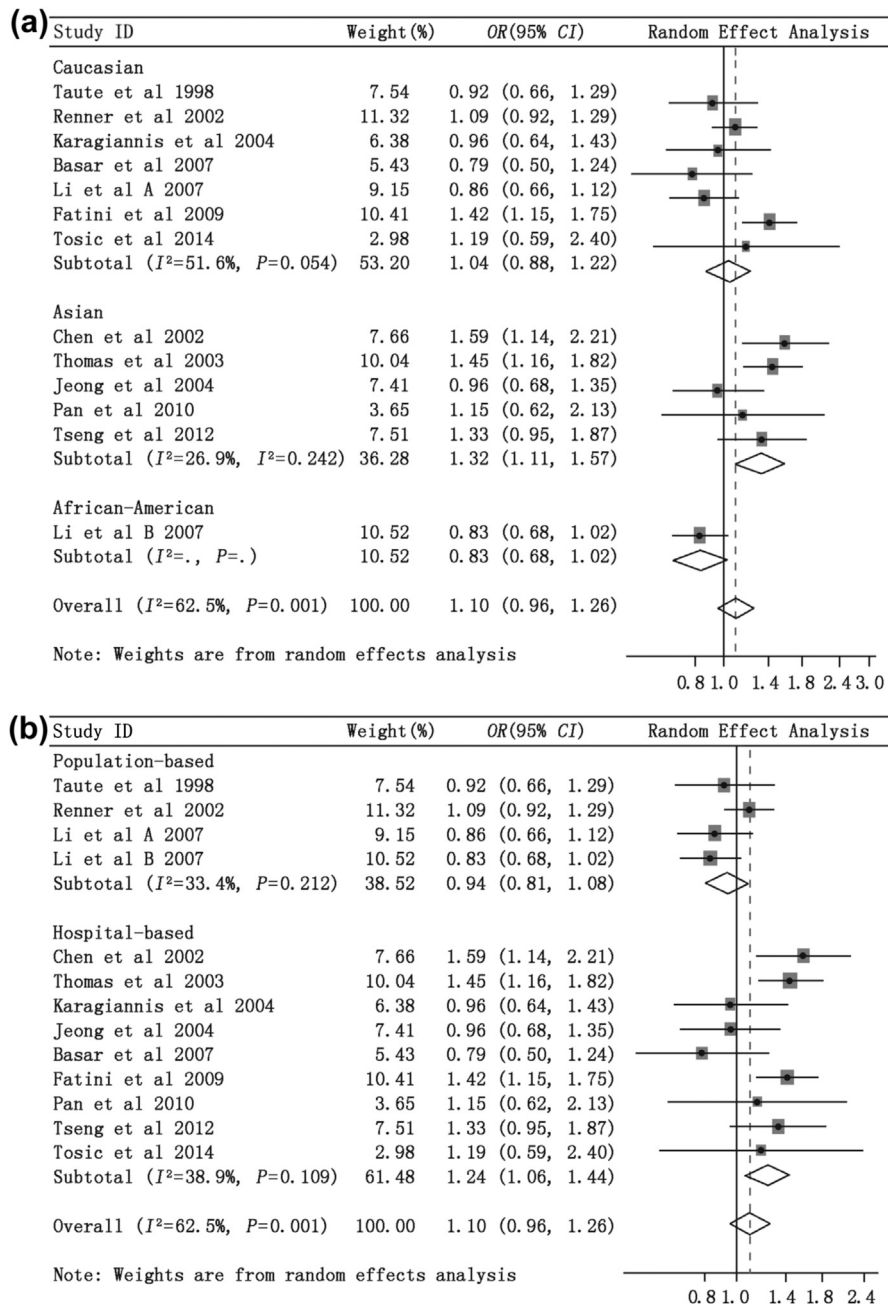 (a) Study ID Weight(%) OR(95% CI) Random Effect Analysis
Caucasian
Taute et al 1998 7.54 0.92 (0.66, 1.29)
Renner et al 2002 11.32 1.09 (0.92, 1.29)
Karagiannis et al 2004 6.38 0.96 (0.64, 1.43)
Basar et al 2007 5.43 0.79 (0.50, 1.24)
Li et al A 2007 9.15 0.86 (0.66, 1.12)
Fatini et al 2009 10.41 1.42 (1.15, 1.75)
Tosic et al 2014 2.98 1.19 (0.59, 2.40)
Subtotal (I²=51.6%, P=0.054) 53.20 1.04 (0.88, 1.22)
Asian
Chen et al 2002 7.66 1.59 (1.14, 2.21)
Thomas et al 2003 10.04 1.45 (1.16, 1.82)
Jeong et al 2004 7.41 0.96 (0.68, 1.35)
Pan et al 2010 3.65 1.15 (0.62, 2.13)
Tseng et al 2012 7.51 1.33 (0.95, 1.87)
Subtotal (I²=26.9%, I²=0.242) 36.28 1.32 (1.11, 1.57)
African-American
Li et al B 2007 10.52 0.83 (0.68, 1.02)
Subtotal (I²=., P=.) 10.52 0.83 (0.68, 1.02)
Overall (I²=62.5%, P=0.001) 100.00 1.10 (0.96, 1.26)
Note: Weights are from random effects analysis
0.8 1.0 1.4 1.8 2.4 3.0
(b) Study ID Weight(%) OR(95% CI) Random Effect Analysis
Population-based
Taute et al 1998 7.54 0.92 (0.66, 1.29)
Renner et al 2002 11.32 1.09 (0.92, 1.29)
Li et al A 2007 9.15 0.86 (0.66, 1.12)
Li et al B 2007 10.52 0.83 (0.68, 1.02)
Subtotal (I²=33.4%, P=0.212) 38.52 0.94 (0.81, 1.08)
Hospital-based
Chen et al 2002 7.66 1.59 (1.14, 2.21)
Thomas et al 2003 10.04 1.45 (1.16, 1.82)
Karagiannis et al 2004 6.38 0.96 (0.64, 1.43)
Jeong et al 2004 7.41 0.96 (0.68, 1.35)
Basar et al 2007 5.43 0.79 (0.50, 1.24)
Fatini et al 2009 10.41 1.42 (1.15, 1.75)
Pan et al 2010 3.65 1.15 (0.62, 2.13)
Tseng et al 2012 7.51 1.33 (0.95, 1.87)
Tosic et al 2014 2.98 1.19 (0.59, 2.40)
Subtotal (I²=38.9%, P=0.109) 61.48 1.24 (1.06, 1.44)
Overall (I²=62.5%, P=0.001) 100.00 1.10 (0.96, 1.26)
Note: Weights are from random effects analysis
0.8 1.0 1.4 1.8 2.4